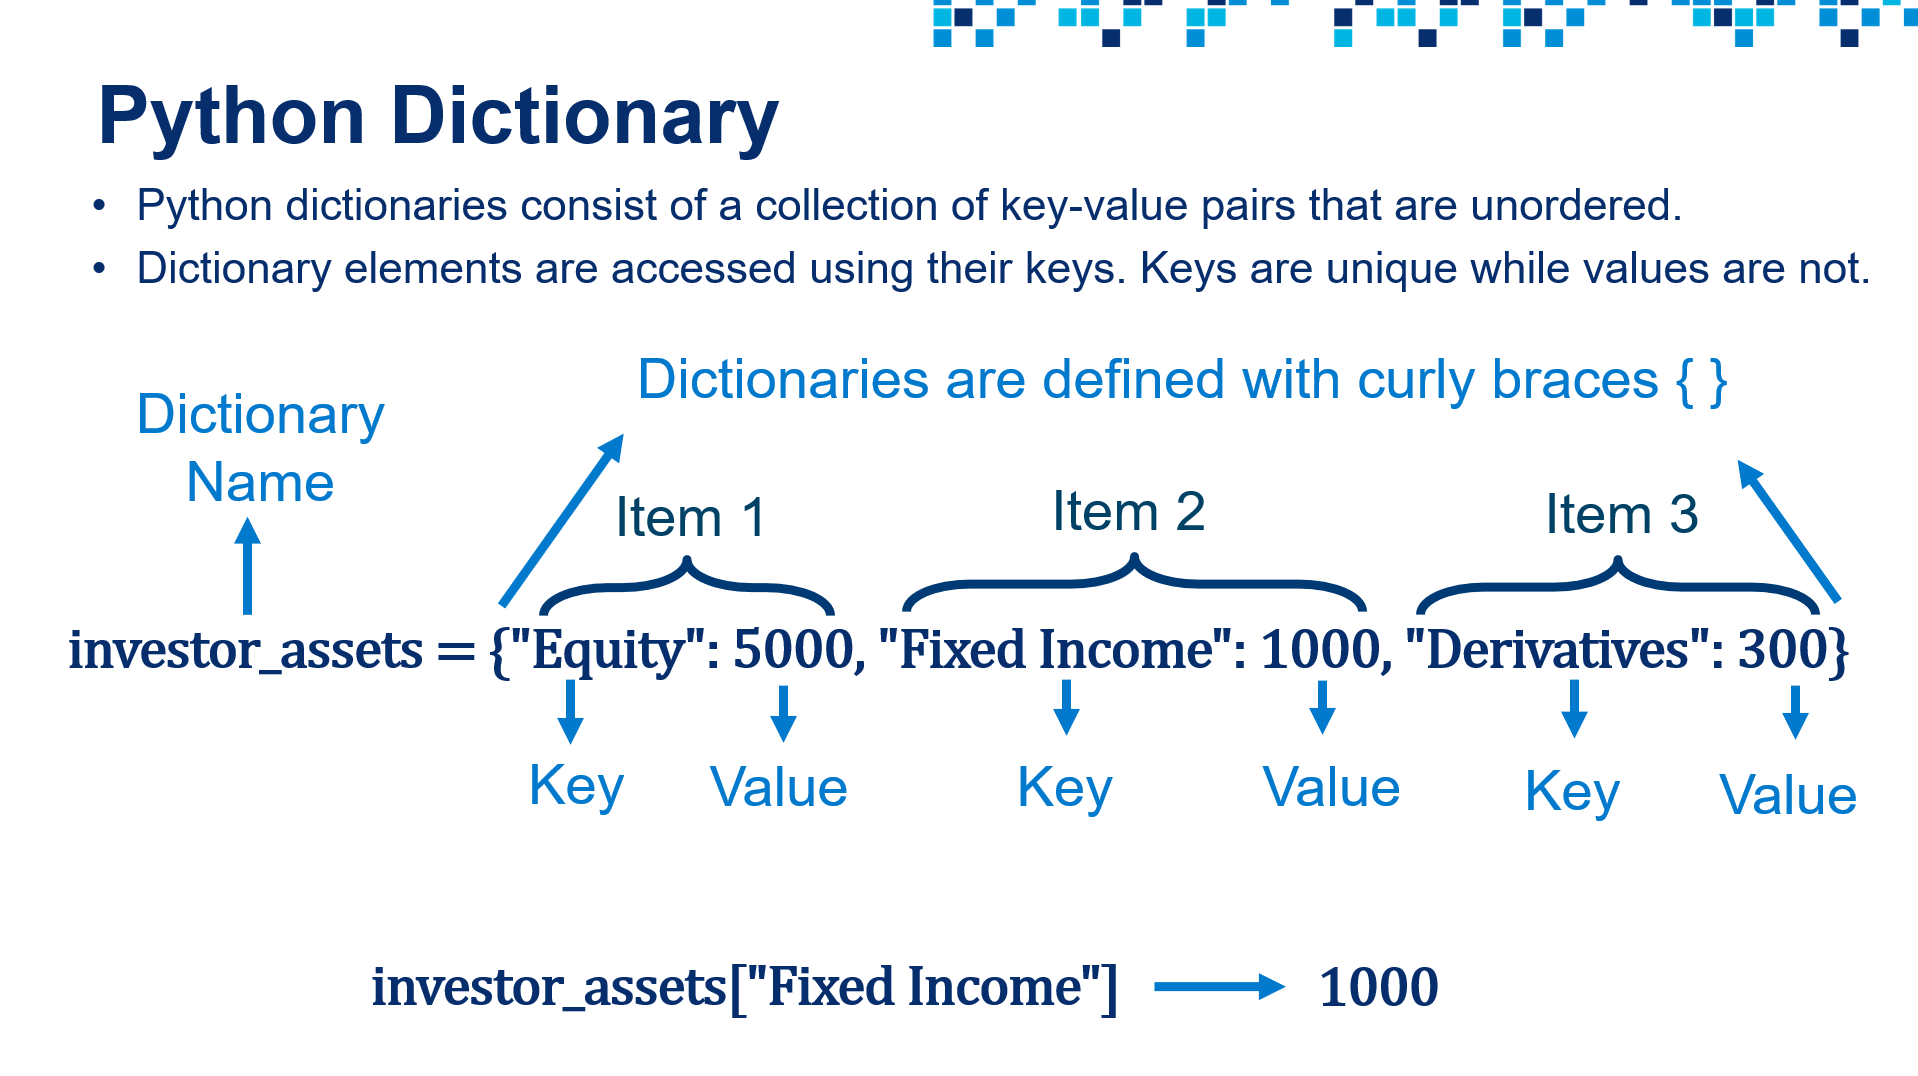 Python Dictionary
• Python dictionaries consist of a collection of key-value pairs that are unordered.
• Dictionary elements are accessed using their keys. Keys are unique while values are not.
Dictionaries are defined with curly braces { }
Dictionary
Name
Item 1
Item 2
Item 3
investor_assets = {"Equity": 5000, "Fixed Income": 1000, "Derivatives": 300}
Key
Value
Key
Value
Key
Value
investor_assets["Fixed Income"]
1000